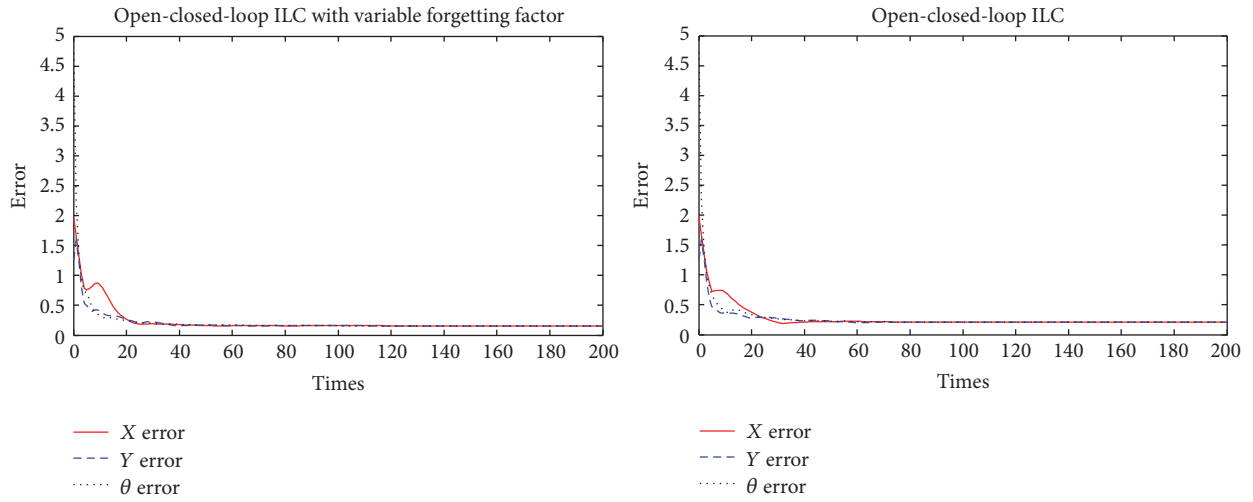 Open-closed-loop ILC with variable forgetting factor
5
4.5
4
3.5
3
2.5
2
1.5
1
0.5
0
Error
0 20 40 60 80 100 120 140 160 180 200
Times
X error
Y error
θ error
Open-closed-loop ILC
5
4.5
4
3.5
3
2.5
2
1.5
1
0.5
0
Error
0 20 40 60 80 100 120 140 160 180 200
Times
X error
Y error
θ error